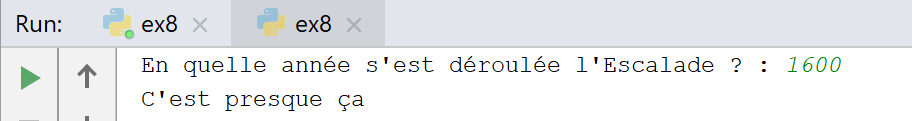 Run: ex8 ex8
En quelle année s'est déroulée l'Escalade ? : 1600
C'est presque ça